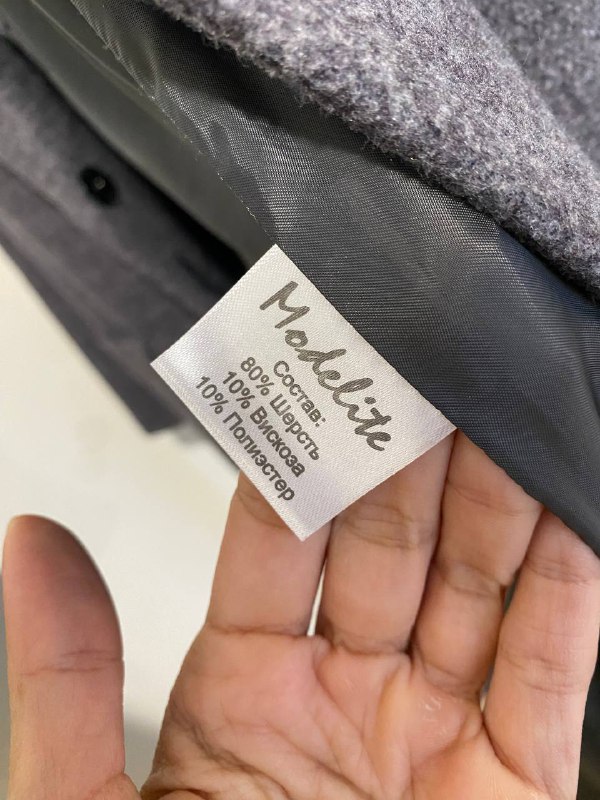 Modelite
Состав:
80% Шерсть
10% Вискоза
10% Полиэстер